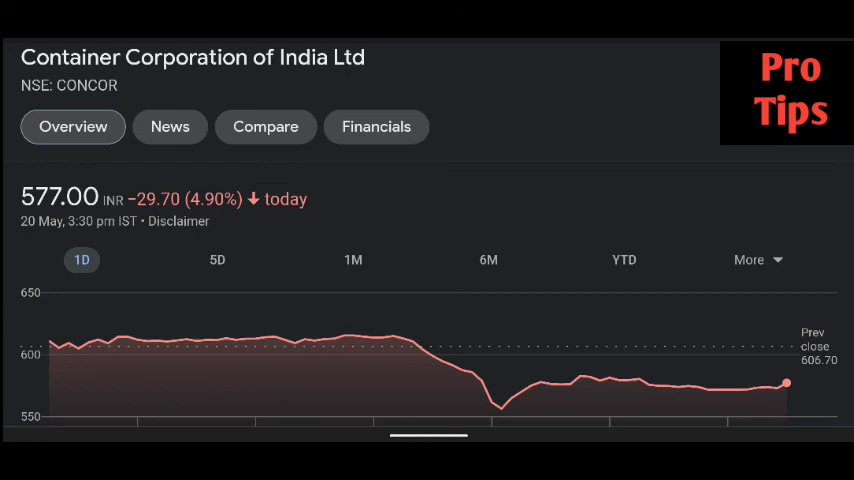 Container Corporation of India Ltd
NSE: CONCOR
Pro
Tips
Overview
News
Compare
Financials
577.00 INR −29.70 (4.90%) ↓ today
20 May, 3:30 pm IST • Disclaimer
1D
5D
1M
6M
YTD
More
650
600
550
Prev
close
606.70